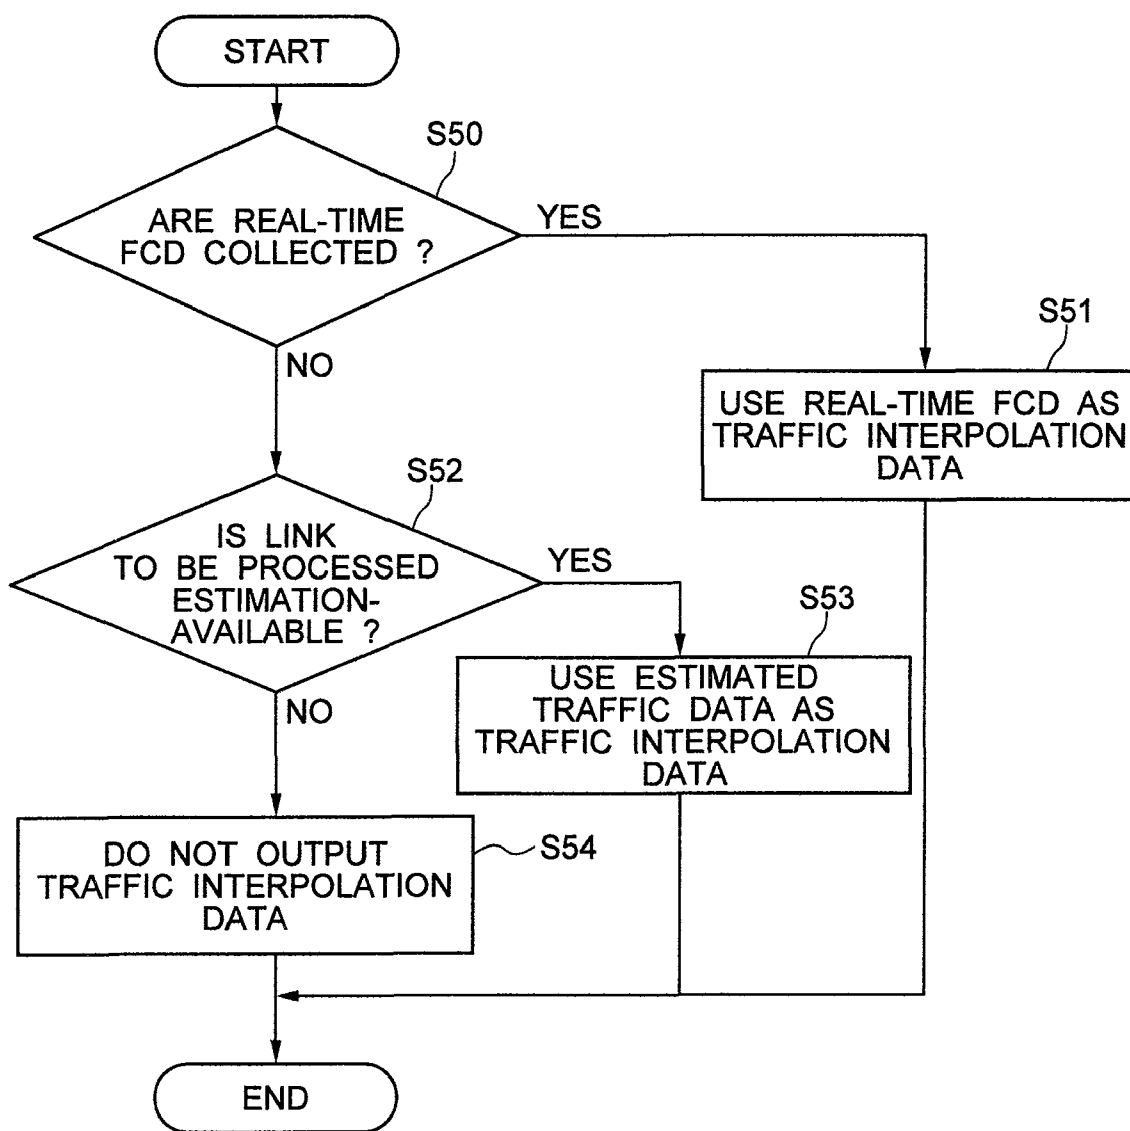 START
S50
ARE REAL-TIME
FCD COLLECTED ?
YES
NO
S51
USE REAL-TIME FCD AS
TRAFFIC INTERPOLATION
DATA
S52
IS LINK
TO BE PROCESSED
ESTIMATION-
AVAILABLE ?
YES
NO
S53
USE ESTIMATED
TRAFFIC DATA AS
TRAFFIC INTERPOLATION
DATA
DO NOT OUTPUT
TRAFFIC INTERPOLATION
DATA
S54
END